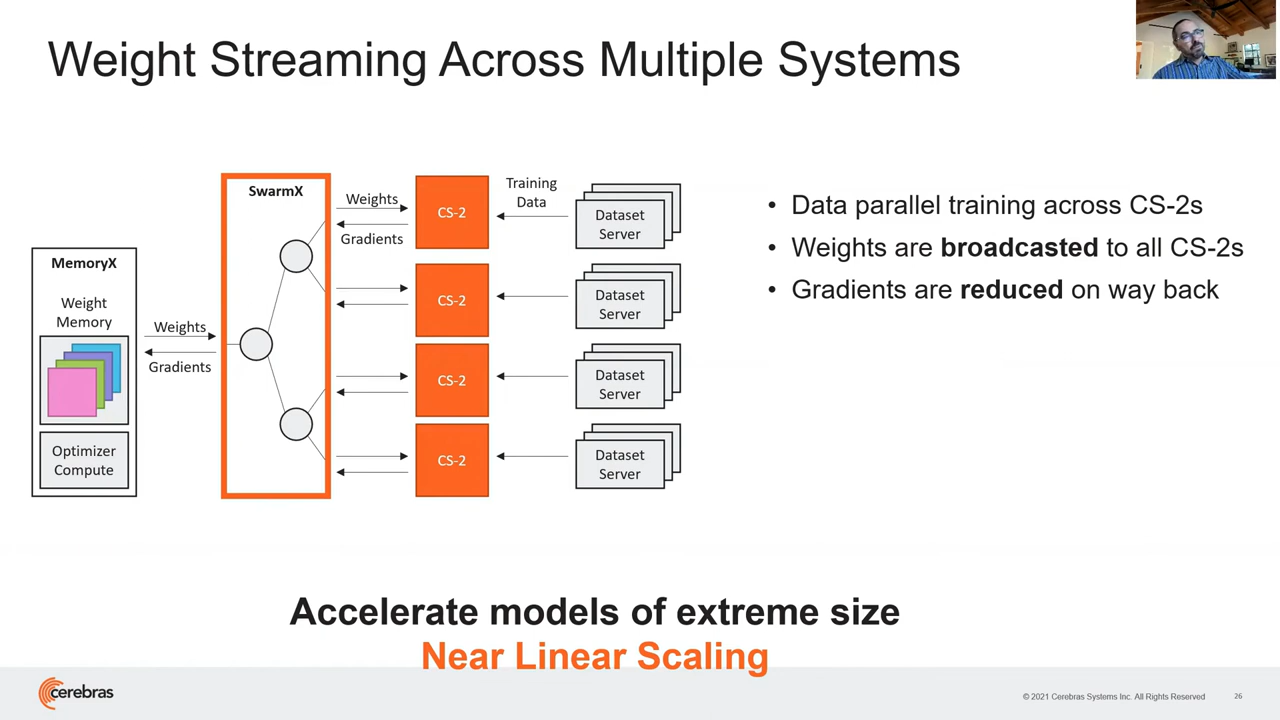 Weight Streaming Across Multiple Systems
MemoryX
Weight
Memory
Optimizer
Compute
Weights
Gradients
SwarmX
Weights
Gradients
CS-2
CS-2
CS-2
CS-2
Training
Data
Dataset
Server
Dataset
Server
Dataset
Server
Dataset
Server
• Data parallel training across CS-2s
• Weights are broadcasted to all CS-2s
• Gradients are reduced on way back
Accelerate models of extreme size
Near Linear Scaling
cerebras
© 2021 Cerebras Systems Inc. All Rights Reserved
26